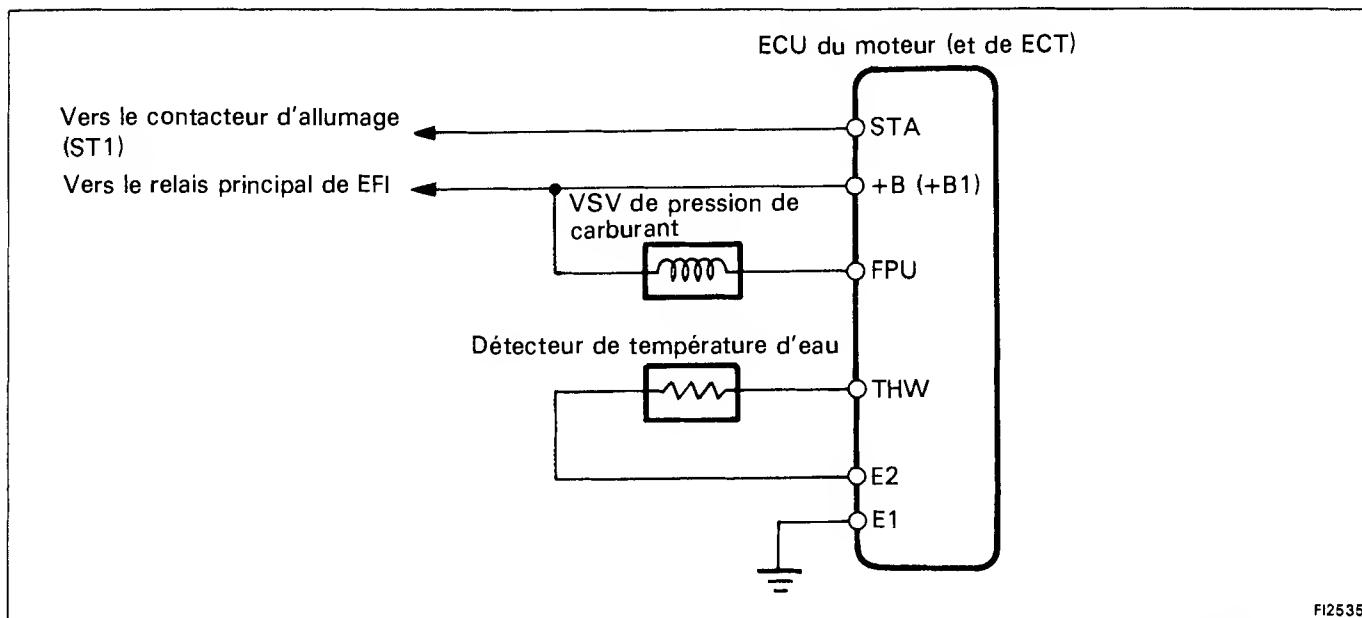 ECU du moteur (et de ECT)
Vers le contacteur d'allumage
(ST1)
STA
Vers le relais principal de EFI
+B (+B1)
VSV de pression de
carburant
FPU
Détecteur de température d'eau
THW
E2
E1
FI2535